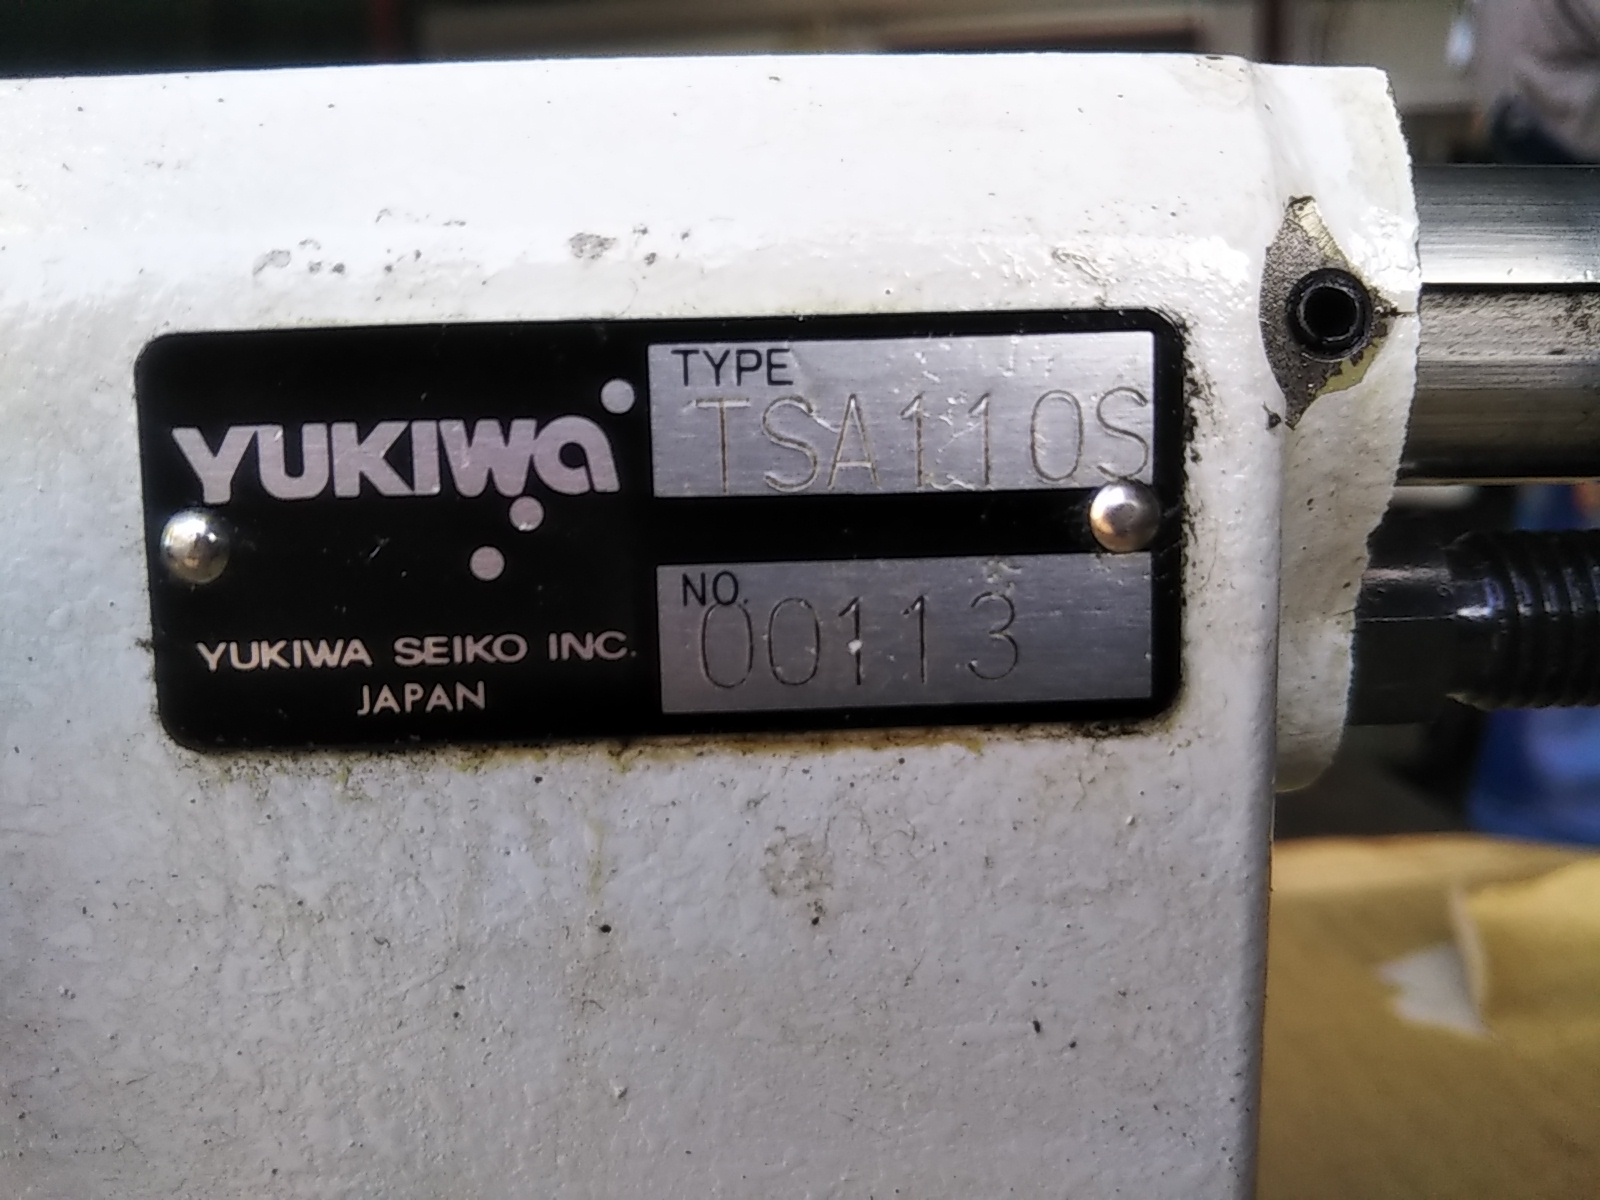 YUKIWA
YUKIWA SEIKO INC.
JAPAN
TYPE
TSA110S
NO.
00113